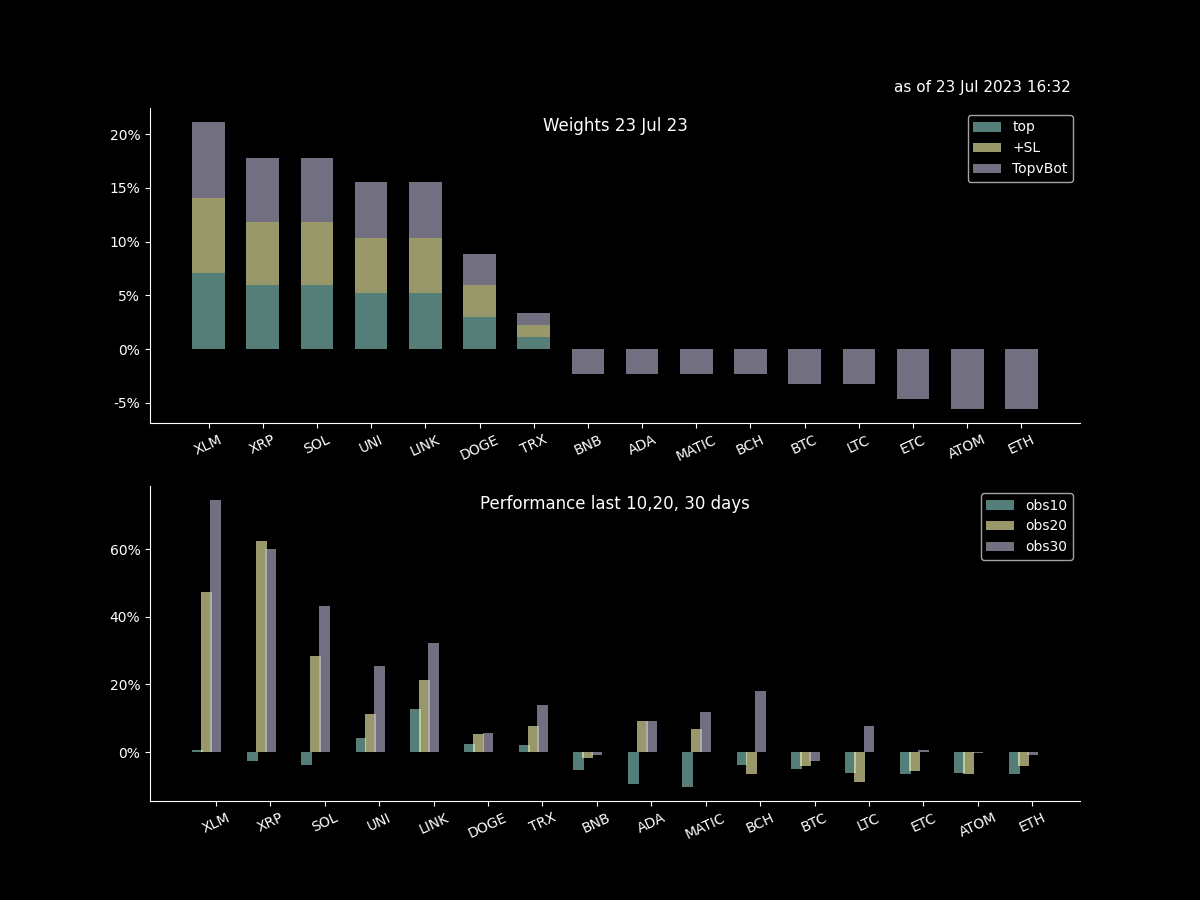 as of 23 Jul 2023 16:32
Weights 23 Jul 23
top
+SL
TopvBot
20%
15%
10%
5%
0%
-5%
XLM XRP SOL UNI LINK DOGE TRX BNB ADA MATIC BCH BTC LTC ETC ATOM ETH
Performance last 10,20, 30 days
obs10
obs20
obs30
60%
40%
20%
0%
XLM XRP SOL UNI LINK DOGE TRX BNB ADA MATIC BCH BTC LTC ETC ATOM ETH